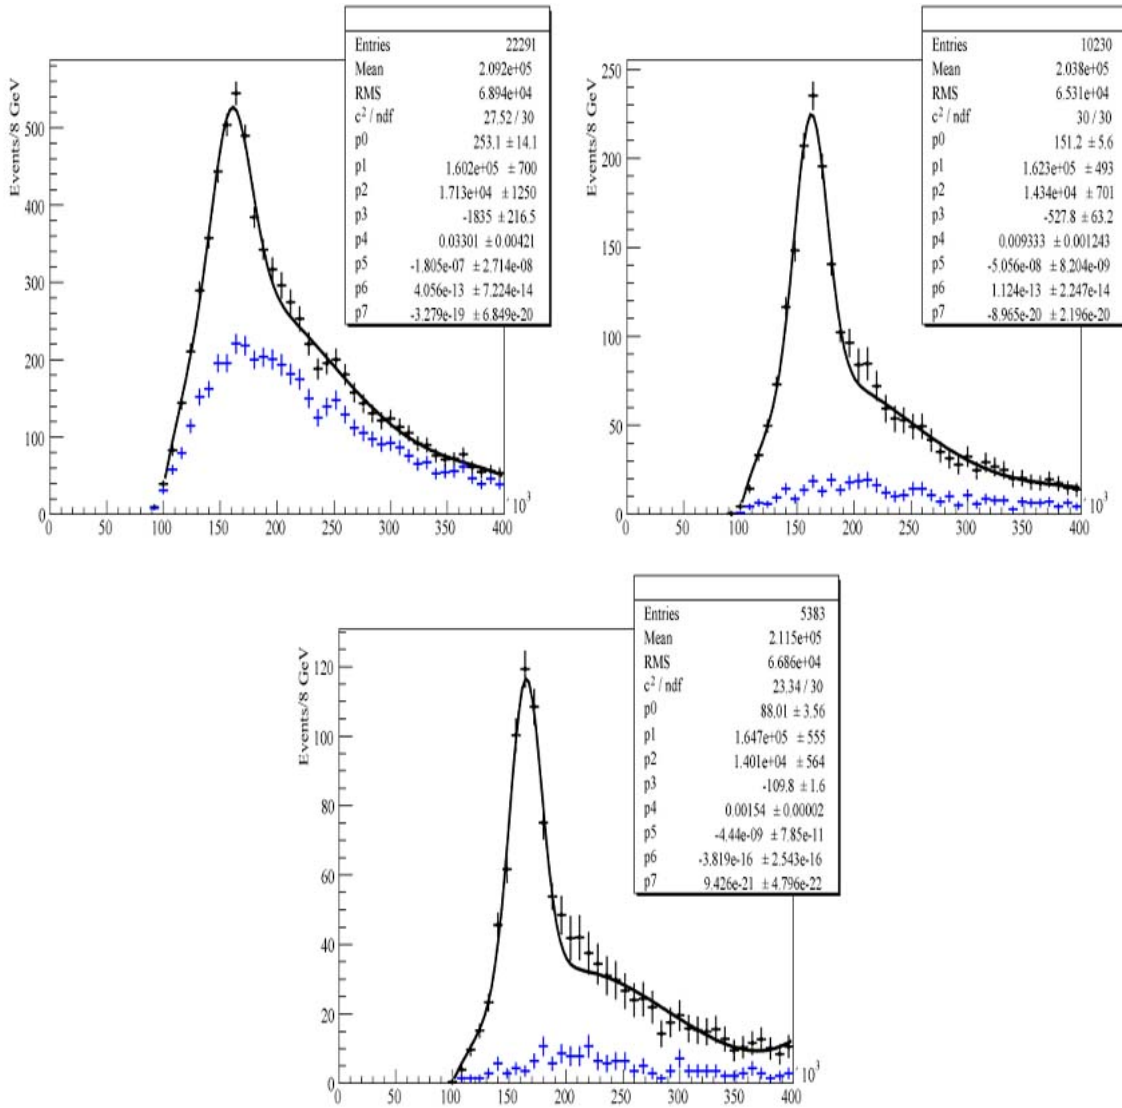 Entries 22291
Mean 2.092e+05
RMS 6.894e+04
c² / ndf 27.52 / 30
p0 253.1 ± 14.1
p1 1.602e+05 ± 700
p2 1.713e+04 ± 1250
p3 -1835 ± 216.5
p4 0.03301 ± 0.00421
p5 -1.805e-07 ± 2.714e-08
p6 4.056e-13 ± 7.224e-14
p7 -3.279e-19 ± 6.849e-20
Events/8 GeV
500
400
300
200
100
0
0 50 100 150 200 250 300 350 400
10³
Entries 10230
Mean 2.038e+05
RMS 6.531e+04
c² / ndf 30 / 30
p0 151.2 ± 5.6
p1 1.623e+05 ± 493
p2 1.434e+04 ± 701
p3 -527.8 ± 63.2
p4 0.009333 ± 0.001243
p5 -5.056e-08 ± 8.204e-09
p6 1.124e-13 ± 2.247e-14
p7 -8.965e-20 ± 2.196e-20
Events/8 GeV
250
200
150
100
50
0
0 50 100 150 200 250 300 350 400
10³
Entries 5383
Mean 2.115e+05
RMS 6.686e+04
c² / ndf 23.34 / 30
p0 88.01 ± 3.56
p1 1.647e+05 ± 555
p2 1.401e+04 ± 564
p3 -109.8 ± 1.6
p4 0.00154 ± 0.00002
p5 -4.44e-09 ± 7.85e-11
p6 -3.819e-16 ± 2.543e-16
p7 9.426e-21 ± 4.796e-22
Events/8 GeV
120
100
80
60
40
20
0
0 50 100 150 200 250 300 350 400
10³